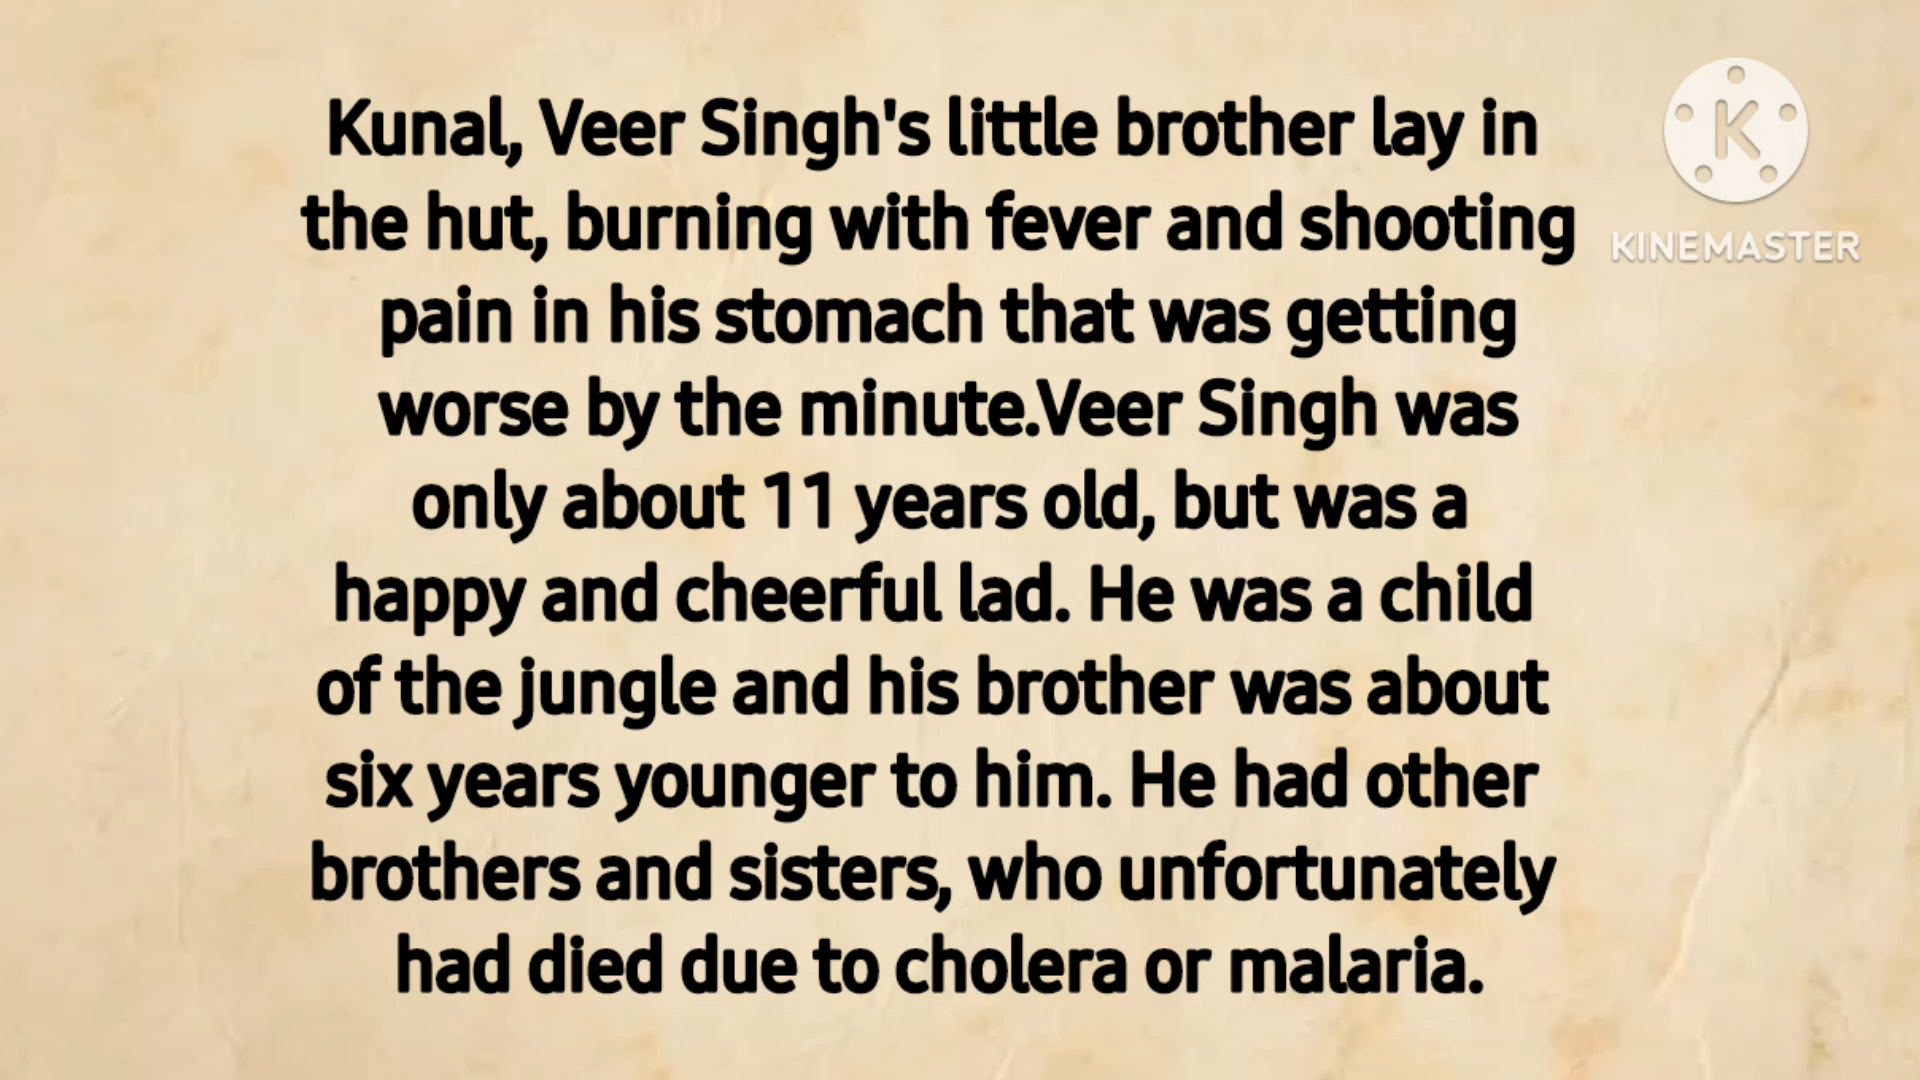 Kunal, Veer Singh's little brother lay in
the hut, burning with fever and shooting
pain in his stomach that was getting
worse by the minute.Veer Singh was
only about 11 years old, but was a
happy and cheerful lad. He was a child
of the jungle and his brother was about
six years younger to him. He had other
brothers and sisters, who unfortunately
had died due to cholera or malaria.
K
KINEMASTER